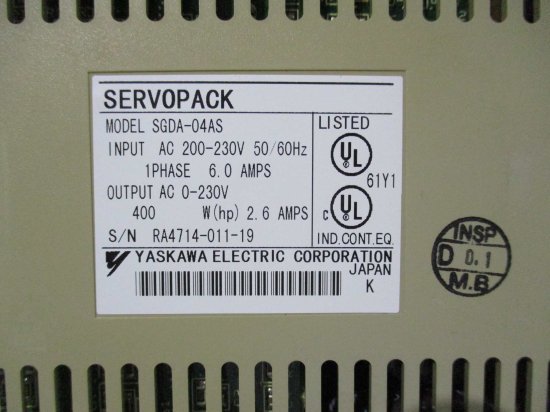 SERVOPACK
MODEL SGDA-04AS
INPUT AC 200-230V 50/60Hz
1PHASE 6.0 AMPS
OUTPUT AC 0-230V
400 W(hp) 2.6 AMPS
S/N RA4714-011-19
LISTED
UL
61Y1
c UL
IND.CONT.EQ.
YASKAWA ELECTRIC CORPORATION
JAPAN
K
INSP
D 0.1
M.B